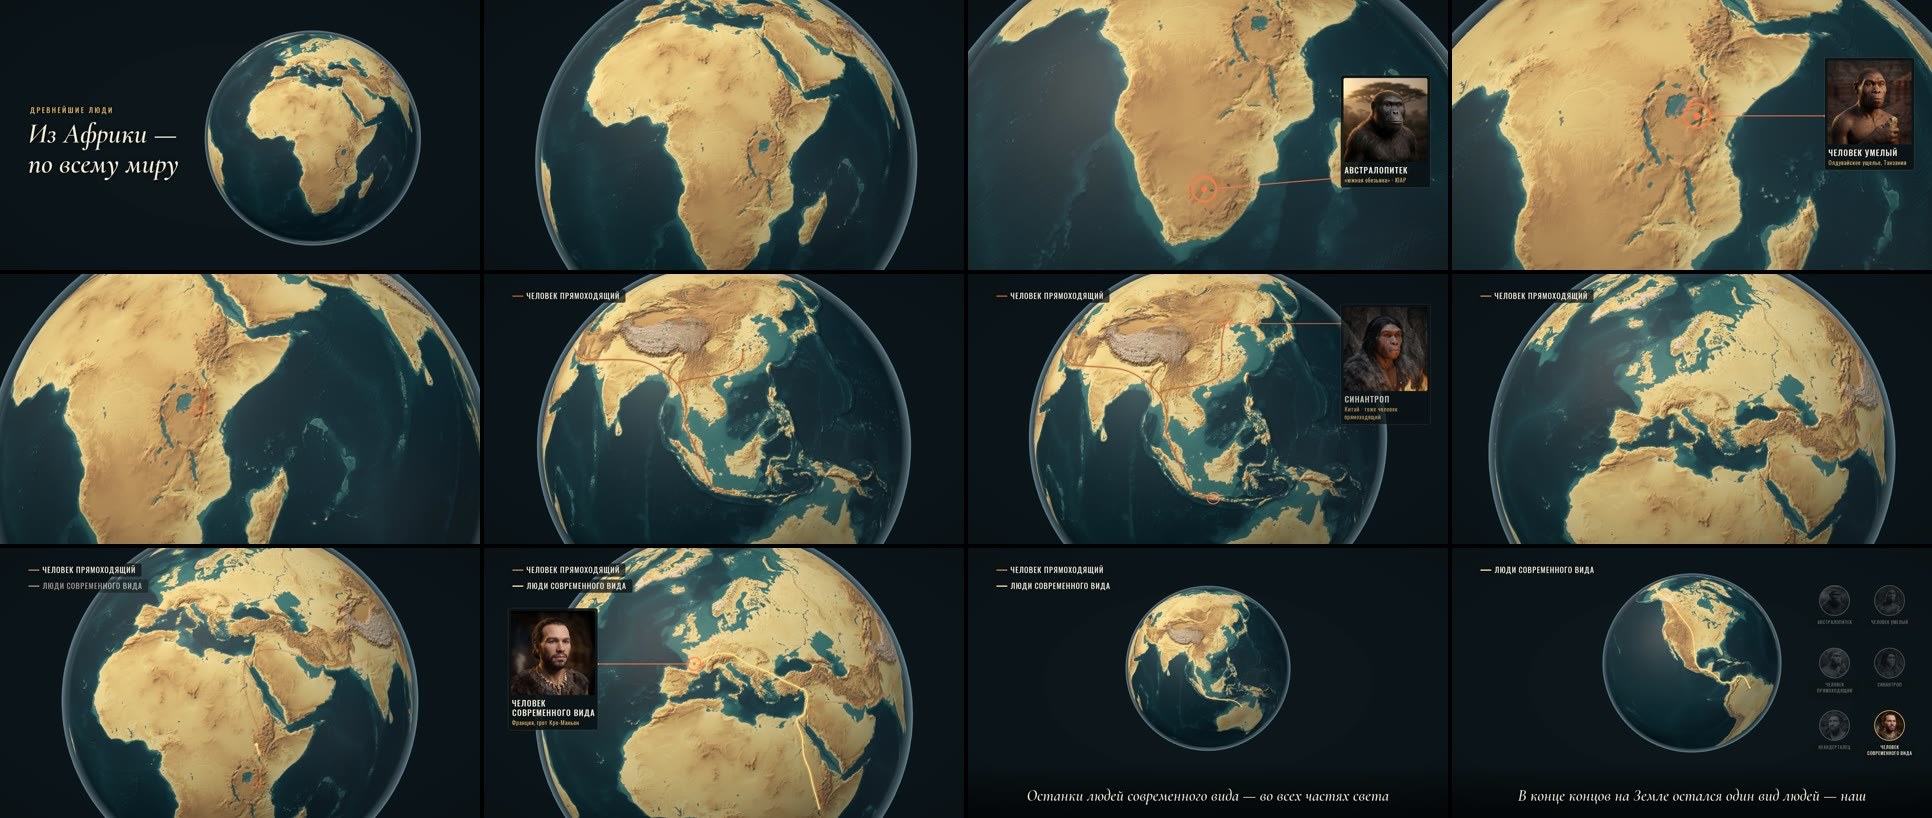 ДРЕВНЕЙШИЕ ЛЮДИ
Из Африки —
по всему миру
АВСТРАЛОПИТЕК
«южная обезьяна» · ЮАР
ЧЕЛОВЕК УМЕЛЫЙ
Олдувайское ущелье, Танзания
ЧЕЛОВЕК ПРЯМОХОДЯЩИЙ
ЧЕЛОВЕК ПРЯМОХОДЯЩИЙ
СИНАНТРОП
Китай · тоже человек
прямоходящий
ЧЕЛОВЕК ПРЯМОХОДЯЩИЙ
ЧЕЛОВЕК ПРЯМОХОДЯЩИЙ
ЛЮДИ СОВРЕМЕННОГО ВИДА
ЧЕЛОВЕК ПРЯМОХОДЯЩИЙ
ЛЮДИ СОВРЕМЕННОГО ВИДА
ЧЕЛОВЕК
СОВРЕМЕННОГО ВИДА
Франция, грот Кро-Маньон
ЧЕЛОВЕК ПРЯМОХОДЯЩИЙ
ЛЮДИ СОВРЕМЕННОГО ВИДА
Останки людей современного вида — во всех частях света
ЛЮДИ СОВРЕМЕННОГО ВИДА
АВСТРАЛОПИТЕК
ЧЕЛОВЕК УМЕЛЫЙ
ЧЕЛОВЕК
ПРЯМОХОДЯЩИЙ
СИНАНТРОП
НЕАНДЕРТАЛЕЦ
ЧЕЛОВЕК
СОВРЕМЕННОГО ВИДА
В конце концов на Земле остался один вид людей — наш